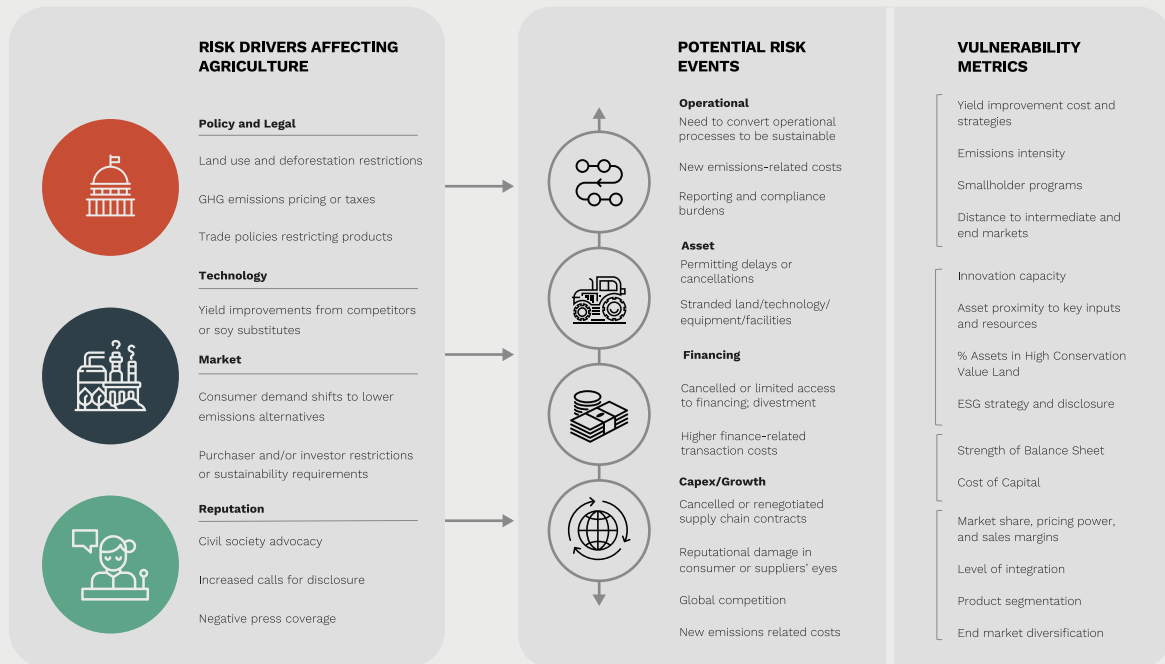 RISK DRIVERS AFFECTING
AGRICULTURE
Policy and Legal
Land use and deforestation restrictions
GHG emissions pricing or taxes
Trade policies restricting products
Technology
Yield improvements from competitors
or soy substitutes
Market
Consumer demand shifts to lower
emissions alternatives
Purchaser and/or investor restrictions
or sustainability requirements
Reputation
Civil society advocacy
Increased calls for disclosure
Negative press coverage
POTENTIAL RISK
EVENTS
Operational
Need to convert operational
processes to be sustainable
New emissions-related costs
Reporting and compliance
burdens
Asset
Permitting delays or
cancellations
Stranded land/technology/
equipment/facilities
Financing
Cancelled or limited access
to financing; divestment
Higher finance-related
transaction costs
Capex/Growth
Cancelled or renegotiated
supply chain contracts
Reputational damage in
consumer or suppliers' eyes
Global competition
New emissions related costs
VULNERABILITY
METRICS
Yield improvement cost and
strategies
Emissions intensity
Smallholder programs
Distance to intermediate and
end markets
Innovation capacity
Asset proximity to key inputs
and resources
% Assets in High Conservation
Value Land
ESG strategy and disclosure
Strength of Balance Sheet
Cost of Capital
Market share, pricing power,
and sales margins
Level of integration
Product segmentation
End market diversification